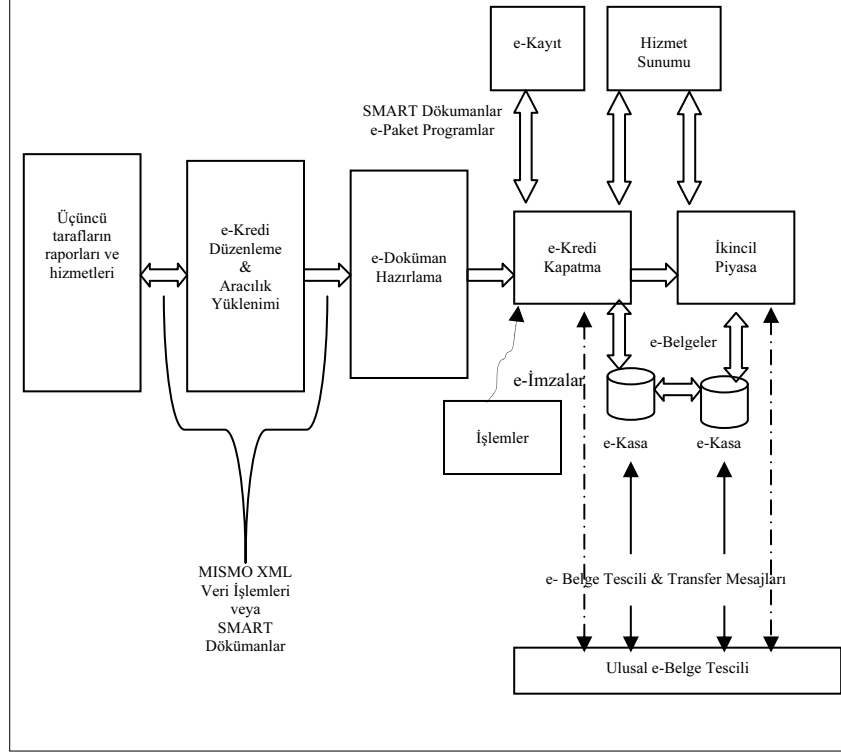 e-Kayıt
Hizmet
Sunumu
SMART Dökumanlar
e-Paket Programlar
Üçüncü
tarafların
raporları ve
hizmetleri
e-Kredi
Düzenleme
&
Aracılık
Yüklenimi
e-Doküman
Hazırlama
e-Kredi
Kapatma
İkincil
Piyasa
e-Belgeler
e-İmzalar
İşlemler
e-Kasa
e-Kasa
MISMO XML
Veri İşlemleri
veya
SMART
Dökümanlar
e- Belge Tescili & Transfer Mesajları
Ulusal e-Belge Tescili